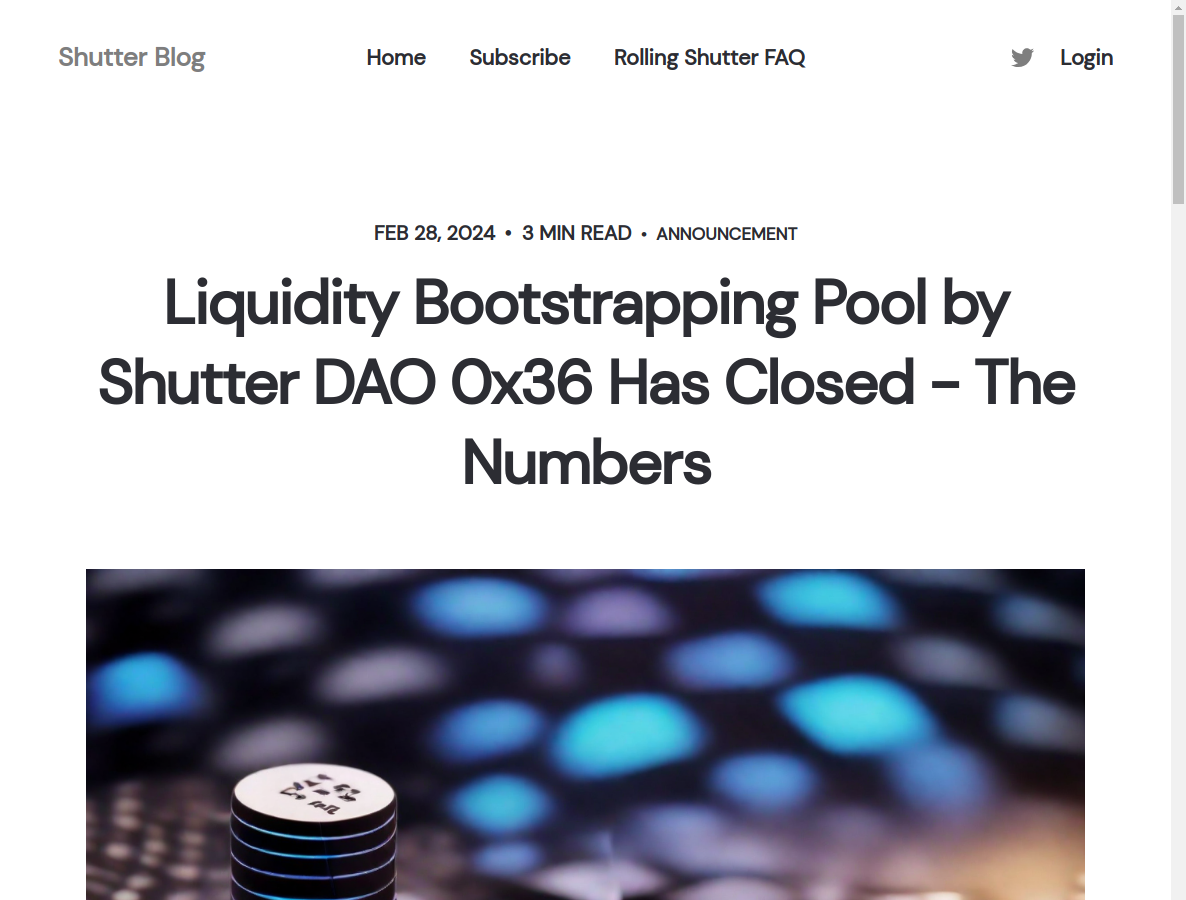 Shutter Blog
Home Subscribe Rolling Shutter FAQ
Login
FEB 28, 2024 • 3 MIN READ • ANNOUNCEMENT
Liquidity Bootstrapping Pool by
Shutter DAO 0x36 Has Closed – The
Numbers